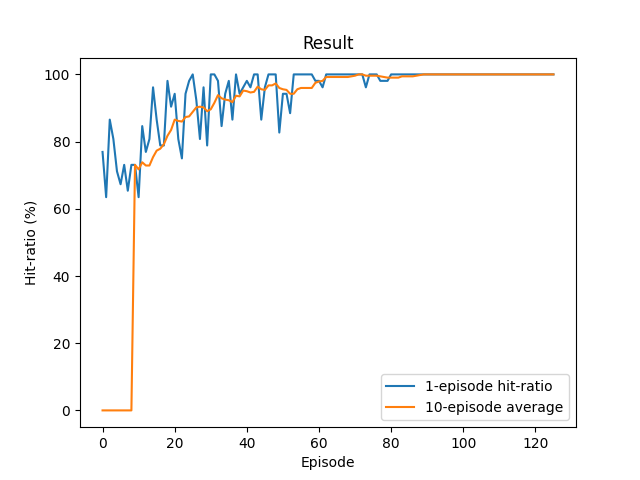 Result
100
80
60
40
20
0
Hit-ratio (%)
0 20 40 60 80 100 120
Episode
1-episode hit-ratio
10-episode average